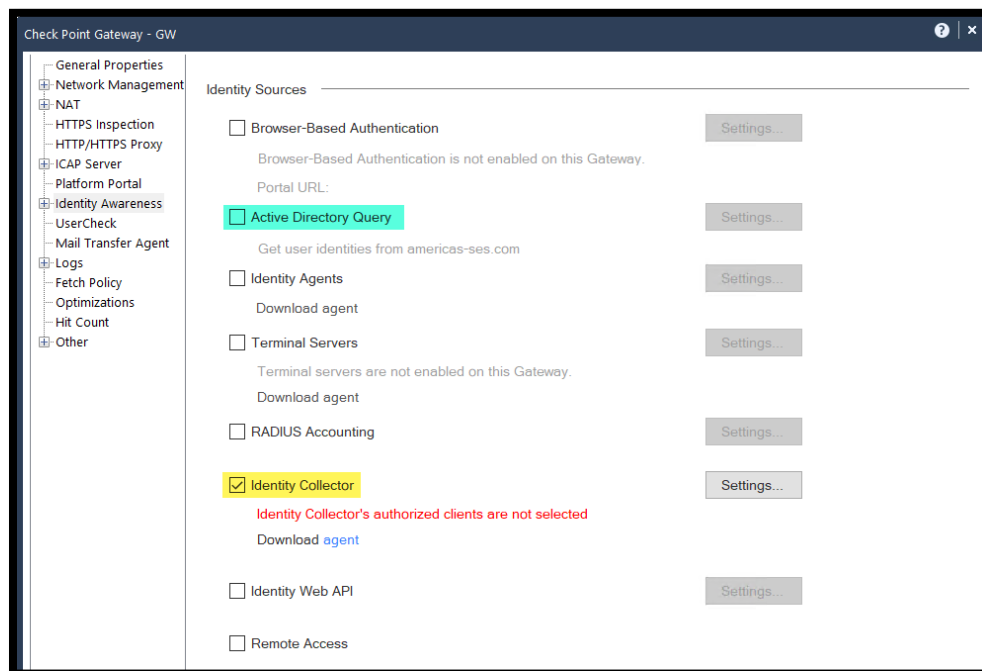 Check Point Gateway - GW
General Properties
Network Management
NAT
HTTPS Inspection
HTTP/HTTPS Proxy
ICAP Server
Platform Portal
Identity Awareness
UserCheck
Mail Transfer Agent
Logs
Fetch Policy
Optimizations
Hit Count
Other
Identity Sources
Browser-Based Authentication Settings...
Browser-Based Authentication is not enabled on this Gateway.
Portal URL:
Active Directory Query Settings...
Get user identities from americas-ses.com
Identity Agents Settings...
Download agent
Terminal Servers Settings...
Terminal servers are not enabled on this Gateway.
Download agent
RADIUS Accounting Settings...
Identity Collector Settings...
Identity Collector's authorized clients are not selected
Download agent
Identity Web API Settings...
Remote Access